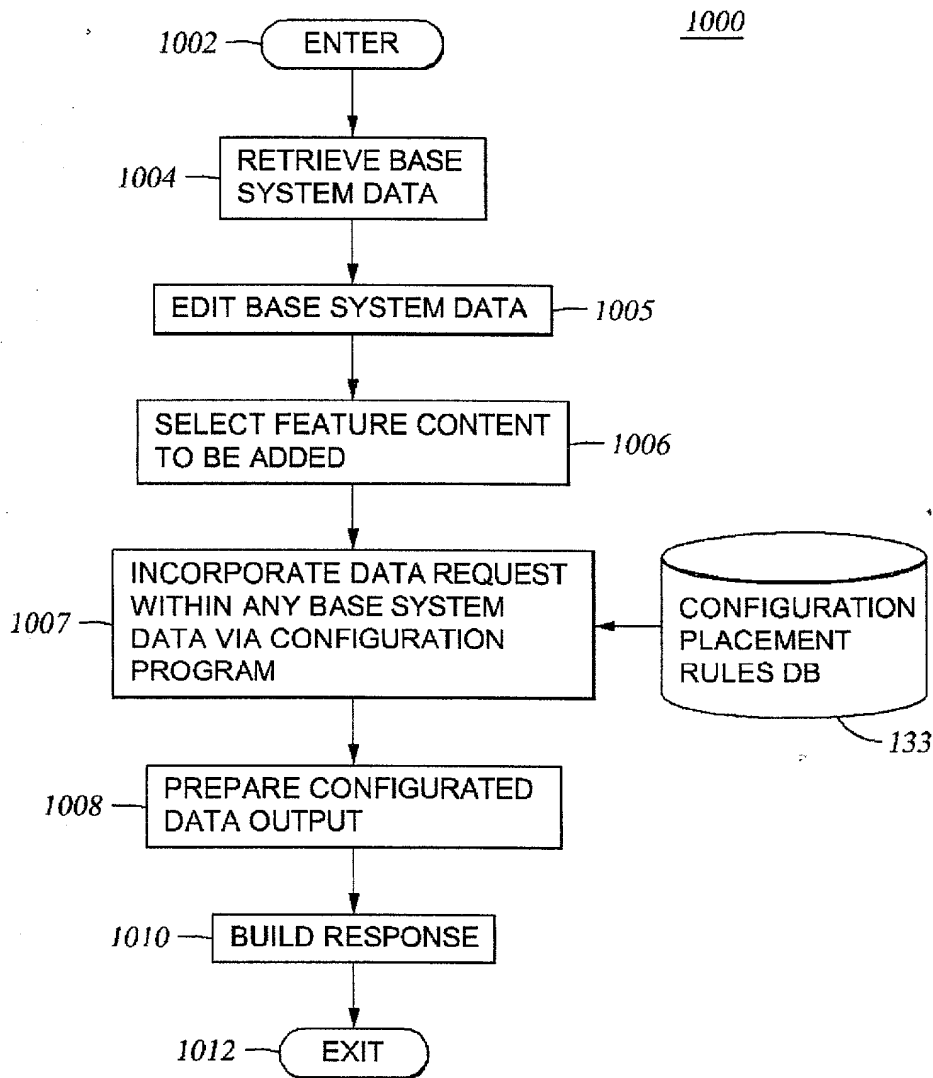 1000
1002
ENTER
1004
RETRIEVE BASE
SYSTEM DATA
EDIT BASE SYSTEM DATA
1005
SELECT FEATURE CONTENT
TO BE ADDED
1006
1007
INCORPORATE DATA REQUEST
WITHIN ANY BASE SYSTEM
DATA VIA CONFIGURATION
PROGRAM
CONFIGURATION
PLACEMENT
RULES DB
133
1008
PREPARE CONFIGURATED
DATA OUTPUT
1010
BUILD RESPONSE
1012
EXIT